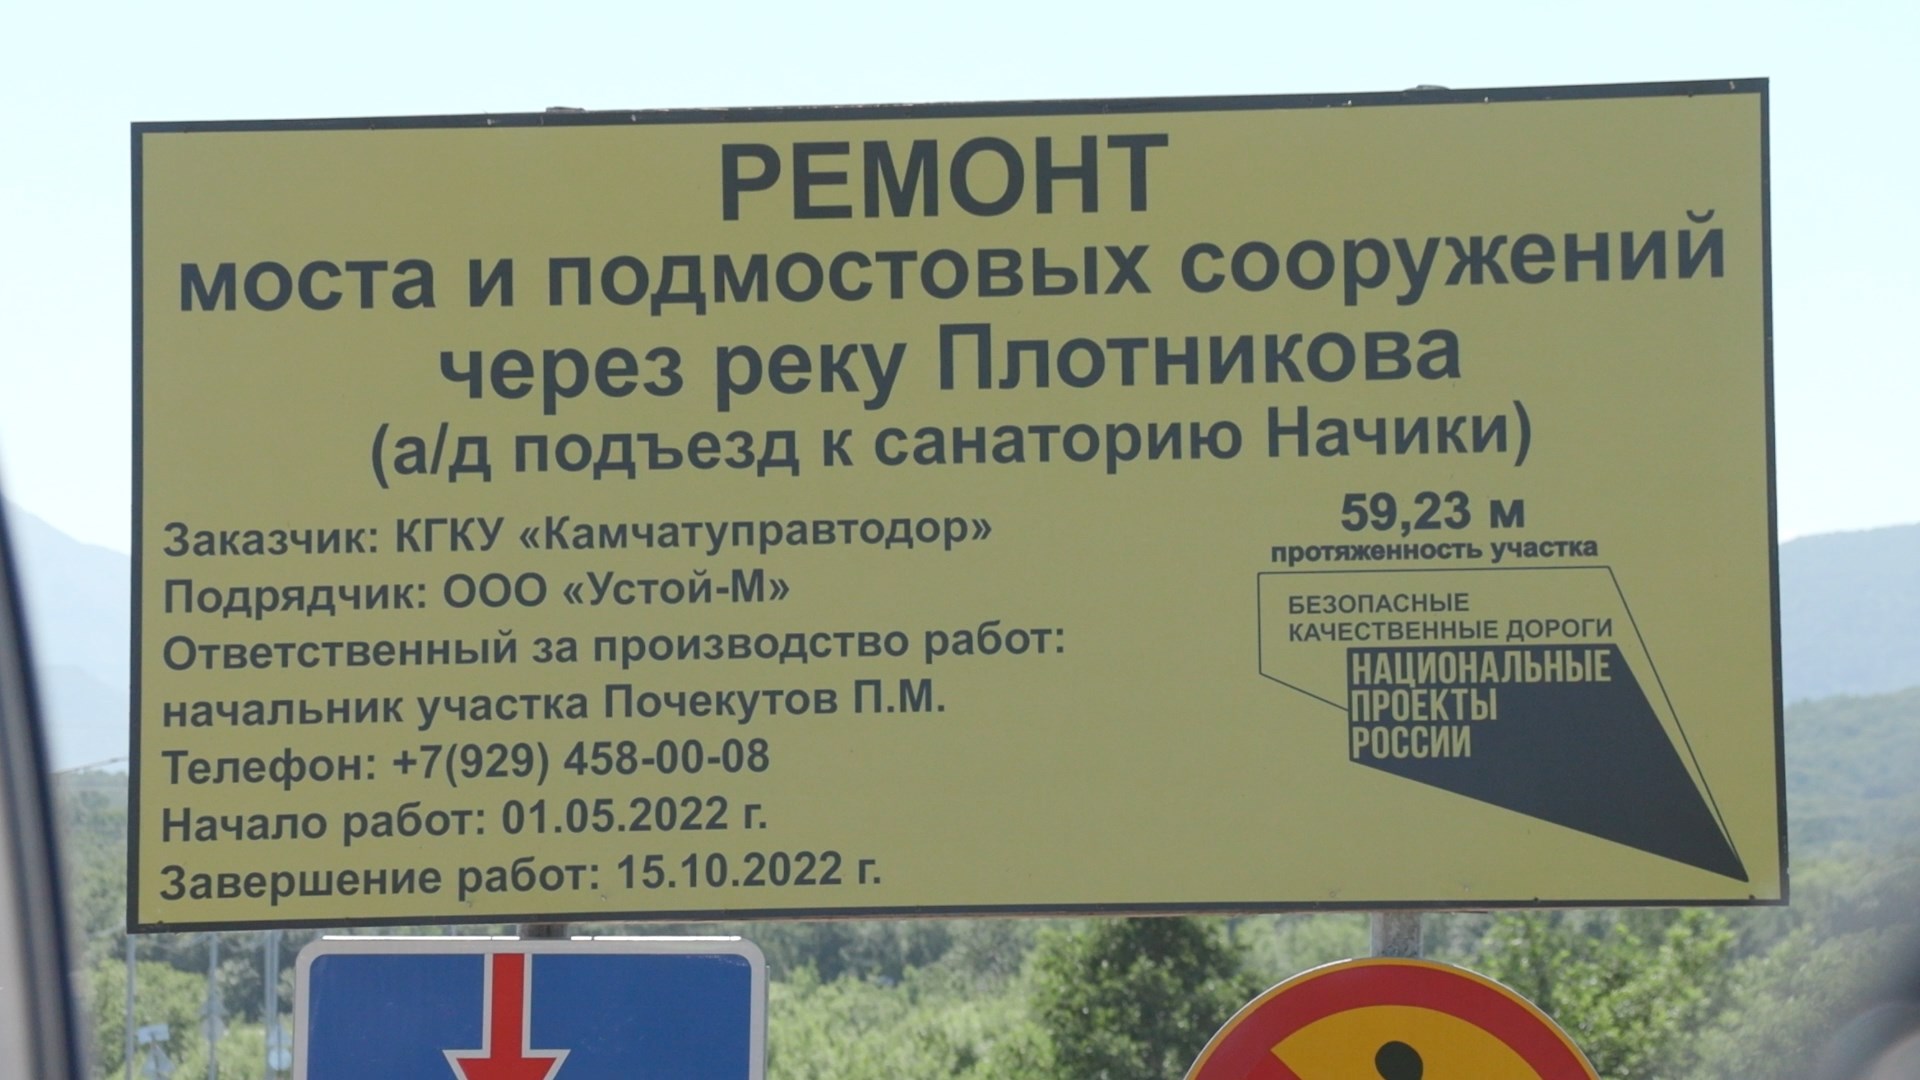 РЕМОНТ
моста и подмостовых сооружений
через реку Плотникова
(а/д подъезд к санаторию Начики)
Заказчик: КГКУ «Камчатуправтодор»
Подрядчик: ООО «Устой-М»
Ответственный за производство работ:
начальник участка Почекутов П.М.
Телефон: +7(929) 458-00-08
Начало работ: 01.05.2022 г.
Завершение работ: 15.10.2022 г.
59,23 м
протяженность участка
БЕЗОПАСНЫЕ
КАЧЕСТВЕННЫЕ ДОРОГИ
НАЦИОНАЛЬНЫЕ
ПРОЕКТЫ
РОССИИ